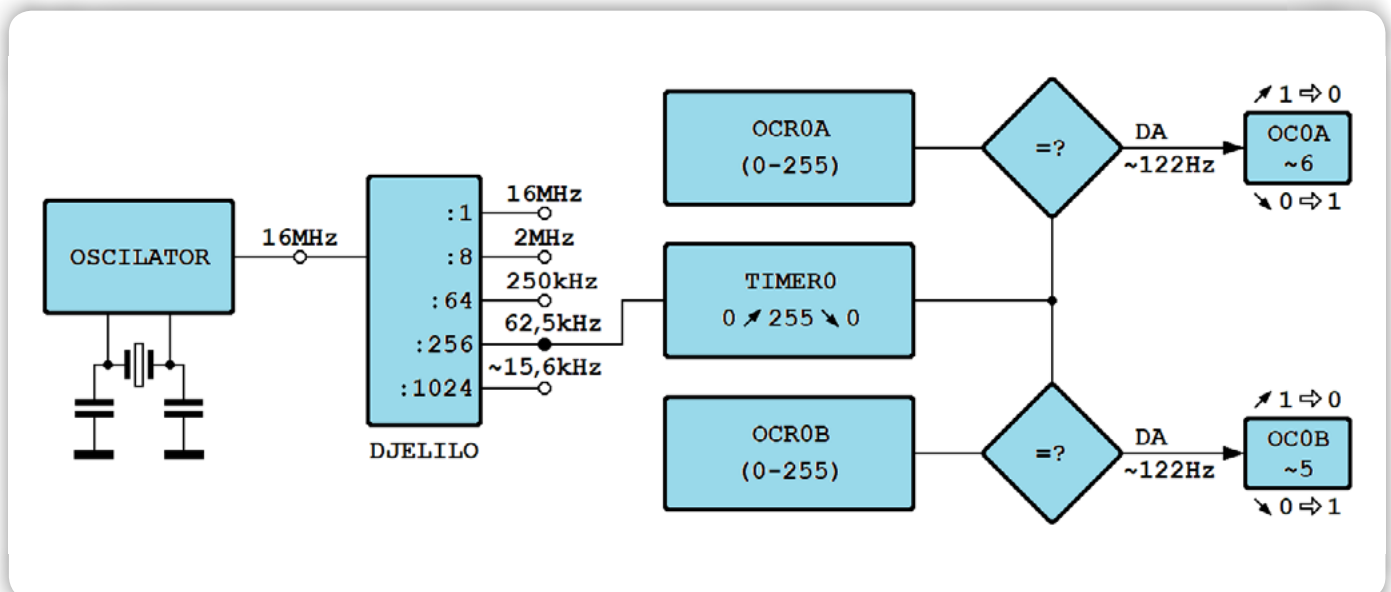 OSCILATOR
16MHz
:1
:8
:64
:256
:1024
DJELILO
16MHz
2MHz
250kHz
62,5kHz
~15,6kHz
OCR0A
(0-255)
TIMER0
0 ↗ 255 ↘ 0
OCR0B
(0-255)
=?
DA
~122Hz
↗ 1 ⇨ 0
OC0A
~6
↘ 0 ⇨ 1
=?
DA
~122Hz
↗ 1 ⇨ 0
OC0B
~5
↘ 0 ⇨ 1